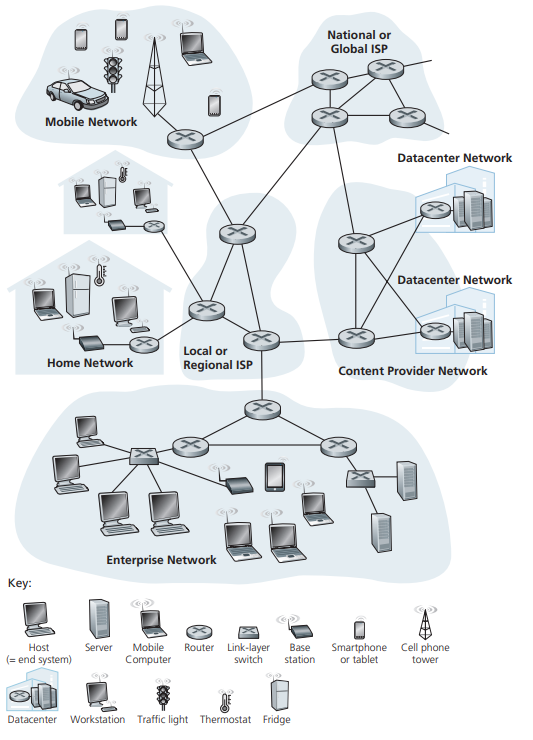 National or
Global ISP
Mobile Network
Datacenter Network
Datacenter Network
Home Network
Local or
Regional ISP
Content Provider Network
Enterprise Network
Key:
Host
(= end system)
Server
Mobile
Computer
Router
Link-layer
switch
Base
station
Smartphone
or tablet
Cell phone
tower
Datacenter
Workstation
Traffic light
Thermostat
Fridge